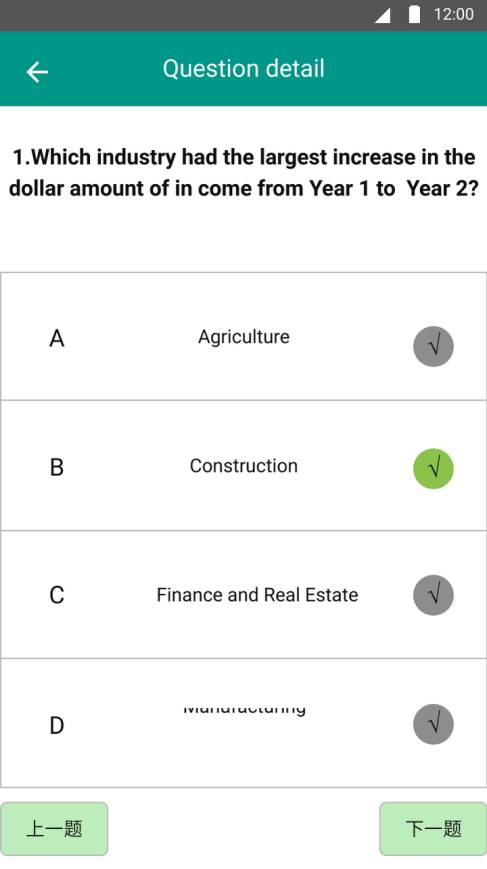 12:00
Question detail
1.Which industry had the largest increase in the
dollar amount of in come from Year 1 to Year 2?
A Agriculture √
B Construction √
C Finance and Real Estate √
D Manufacturing √
上一题 下一题